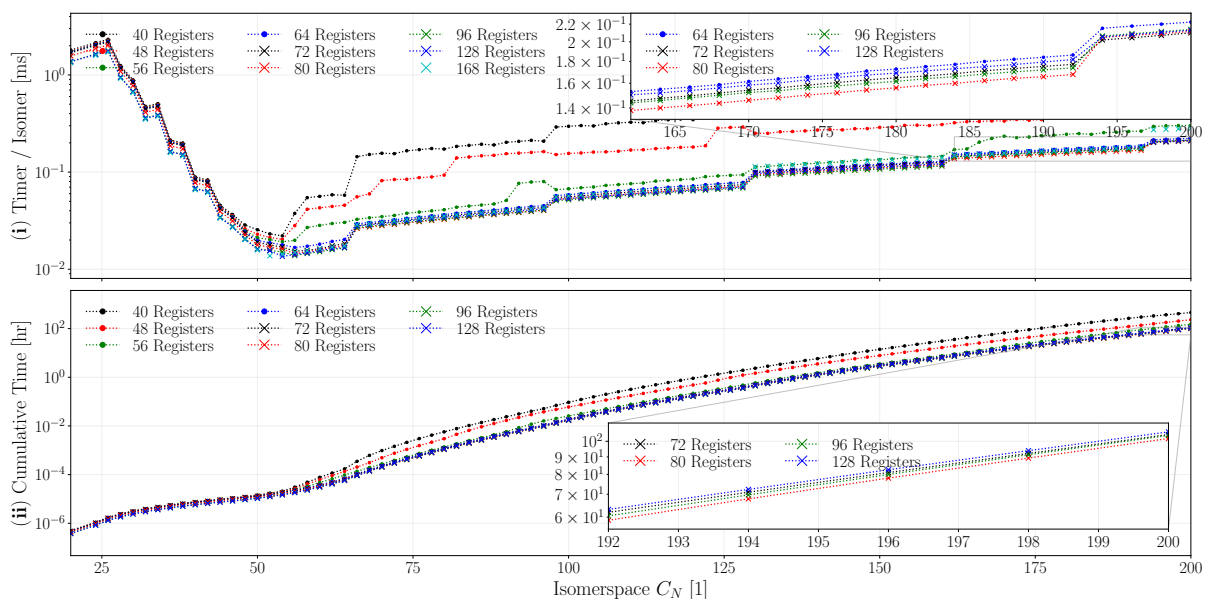 (i) Timer / Isomer [ms]
10⁰
10⁻¹
10⁻²
40 Registers
48 Registers
56 Registers
64 Registers
72 Registers
80 Registers
96 Registers
128 Registers
168 Registers
2.2 × 10⁻¹
2 × 10⁻¹
1.8 × 10⁻¹
1.6 × 10⁻¹
1.4 × 10⁻¹
64 Registers
72 Registers
80 Registers
96 Registers
128 Registers
165 170 175 180 185 190 195 200
(ii) Cumulative Time [hr]
10²
10⁰
10⁻²
10⁻⁴
10⁻⁶
40 Registers
48 Registers
56 Registers
64 Registers
72 Registers
80 Registers
96 Registers
128 Registers
10²
9 × 10¹
8 × 10¹
7 × 10¹
6 × 10¹
72 Registers
80 Registers
96 Registers
128 Registers
192 193 194 195 196 197 198 199 200
25 50 75 100 125 150 175 200
Isomerspace C_N [1]